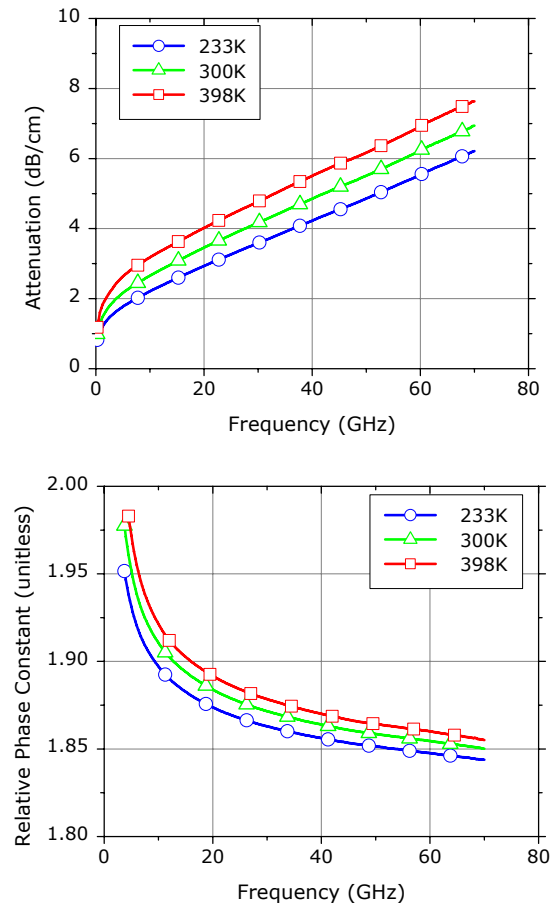 10
8
6
4
2
0
0
20
40
60
80
Attenuation (dB/cm)
Frequency (GHz)
233K
300K
398K
2.00
1.95
1.90
1.85
1.80
0
20
40
60
80
Relative Phase Constant (unitless)
Frequency (GHz)
233K
300K
398K